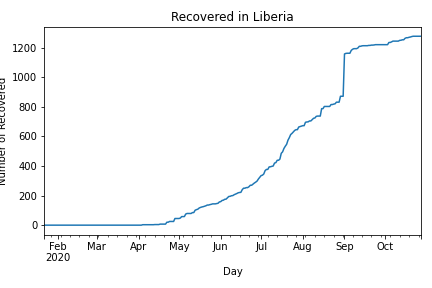 Recovered in Liberia
Number of Recovered
1200
1000
800
600
400
200
0
Feb Mar Apr May Jun Jul Aug Sep Oct
2020
Day